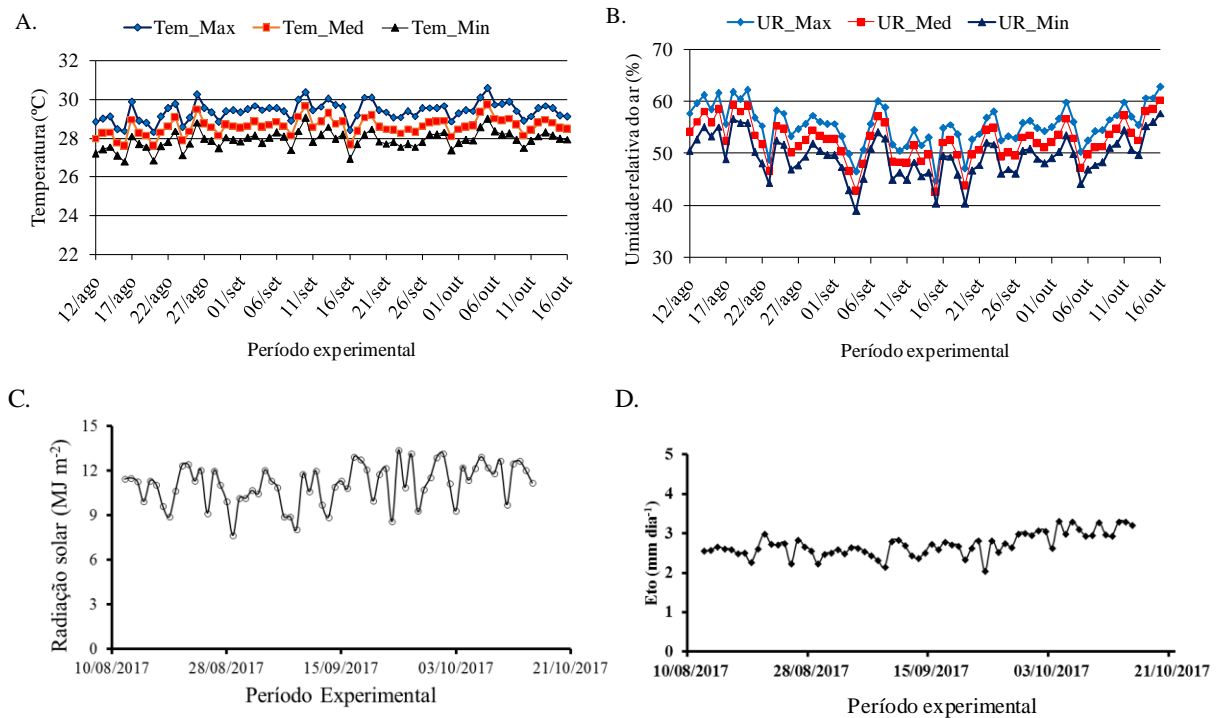 A.
Tem_Max Tem_Med Tem_Min
Temperatura (ºC)
32
30
28
26
24
22
12/ago 17/ago 22/ago 27/ago 01/set 06/set 11/set 16/set 21/set 26/set 01/out 06/out 11/out 16/out
Período experimental
B.
UR_Max UR_Med UR_Min
Umidade relativa do ar (%)
70
60
50
40
30
12/ago 17/ago 22/ago 27/ago 01/set 06/set 11/set 16/set 21/set 26/set 01/out 06/out 11/out 16/out
Período experimental
C.
Radiação solar (MJ m-2)
15
12
9
6
3
0
10/08/2017 28/08/2017 15/09/2017 03/10/2017 21/10/2017
Período Experimental
D.
Eto (mm dia-1)
5
4
3
2
1
0
10/08/2017 28/08/2017 15/09/2017 03/10/2017 21/10/2017
Período experimental